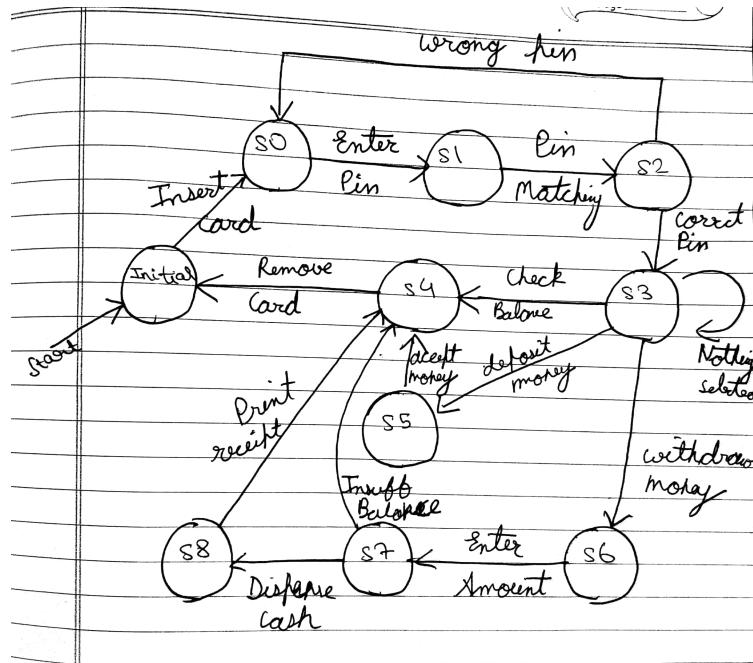 wrong pin
S0
Enter
Pin
S1
Pin
Matching
S2
Insert
Card
corrct
Pin
Initial
Remove
Card
S4
Check
Balance
S3
Start
accept
money
deposit
money
Nothing
selected
Print
receipt
S5
withdraw
money
Insuff
Balance
S8
Dispense
cash
S7
Enter
Amount
S6